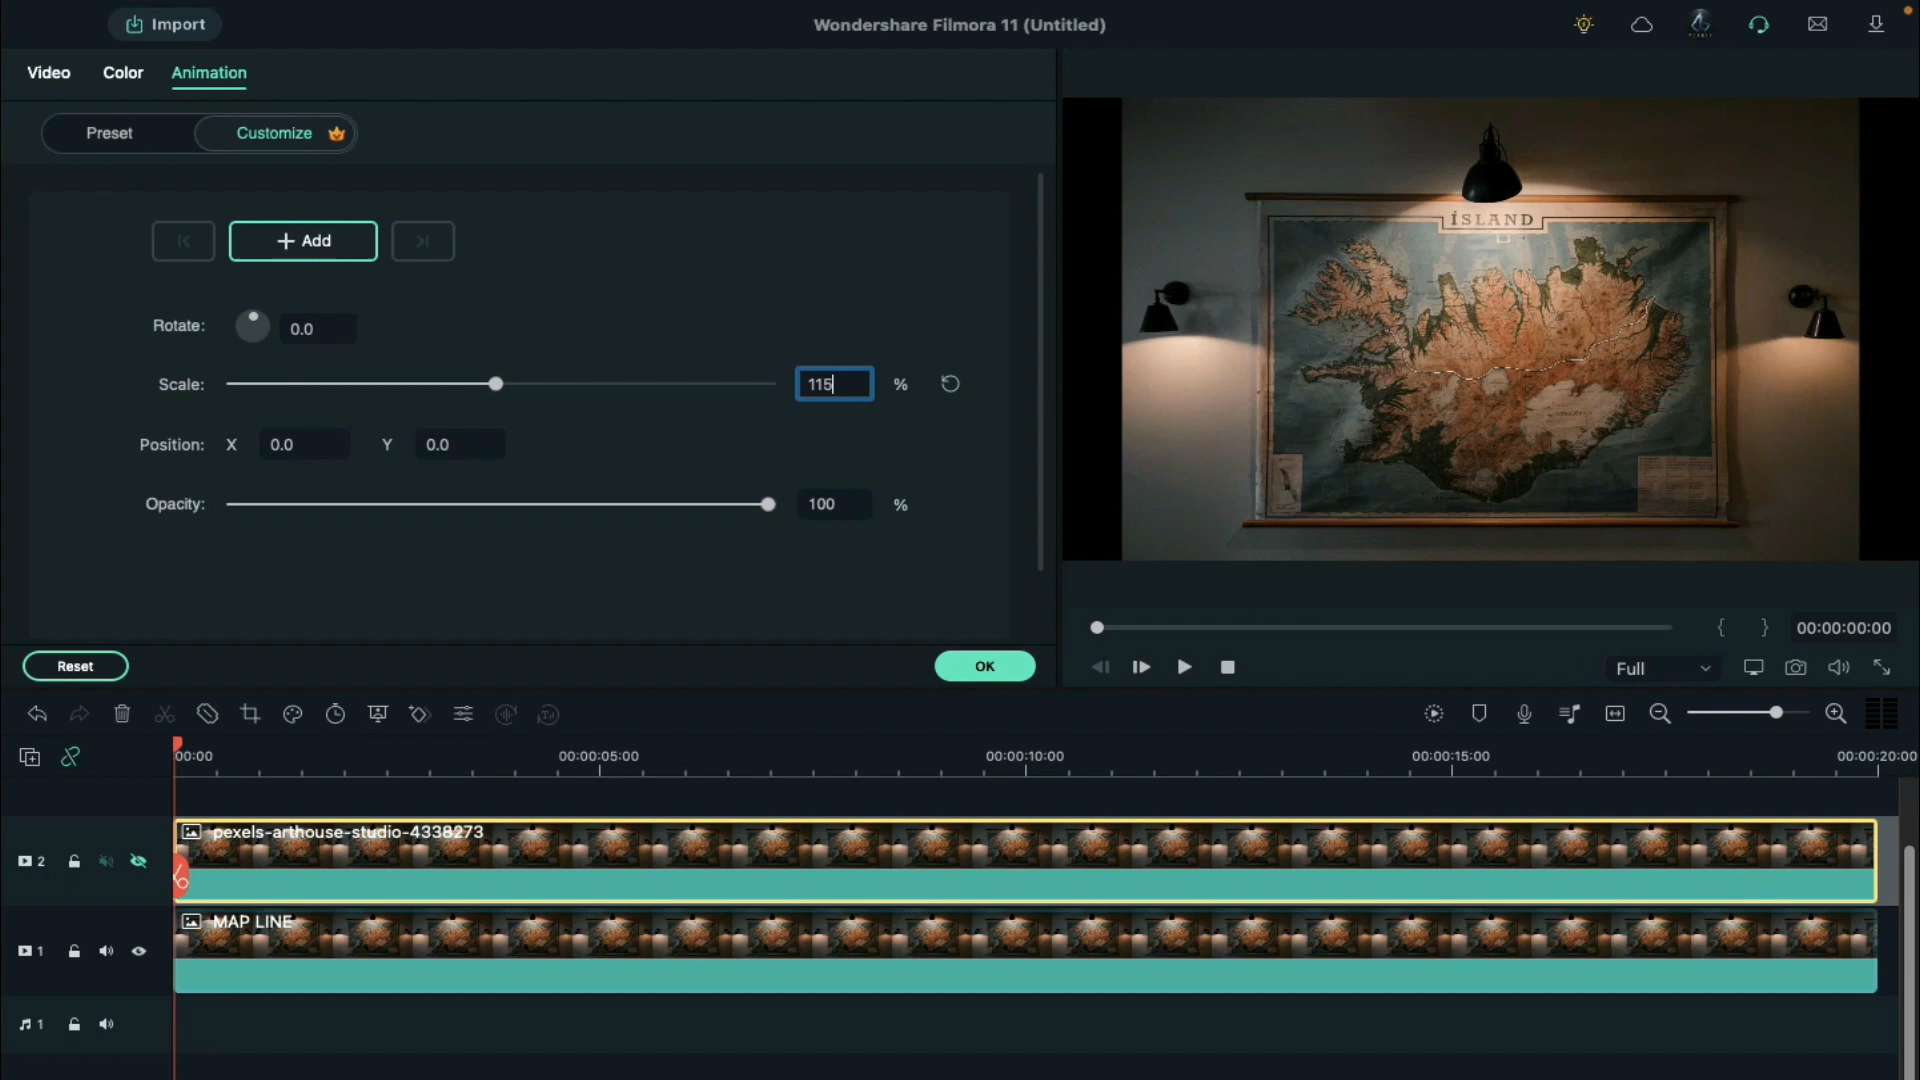 Import
Wondershare Filmora 11 (Untitled)
Video
Color
Animation
Preset
Customize
Add
Rotate:
0.0
Scale:
115
%
Position:
X
0.0
Y
0.0
Opacity:
100
%
Reset
OK
ÍSLAND
{ }
00:00:00:00
Full
00:00
00:00:05:00
00:00:10:00
00:00:15:00
00:00:20:00
pexels-arthouse-studio-4338273
2
MAP LINE
1
1